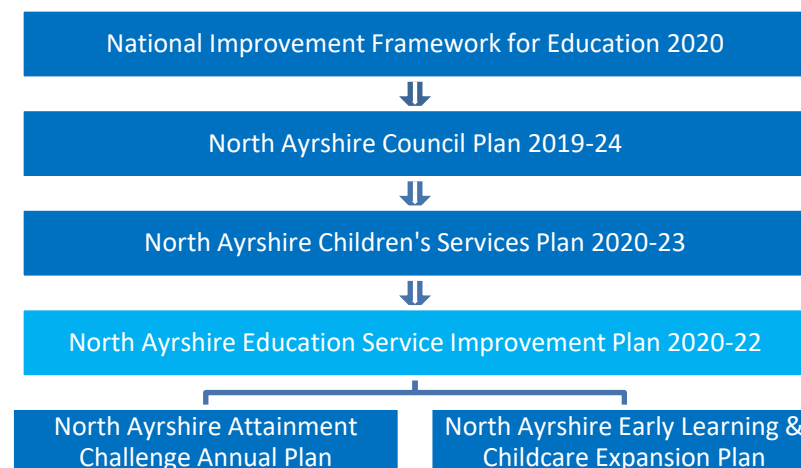 National Improvement Framework for Education 2020
North Ayrshire Council Plan 2019-24
North Ayrshire Children's Services Plan 2020-23
North Ayrshire Education Service Improvement Plan 2020-22
North Ayrshire Attainment
Challenge Annual Plan
North Ayrshire Early Learning &
Childcare Expansion Plan